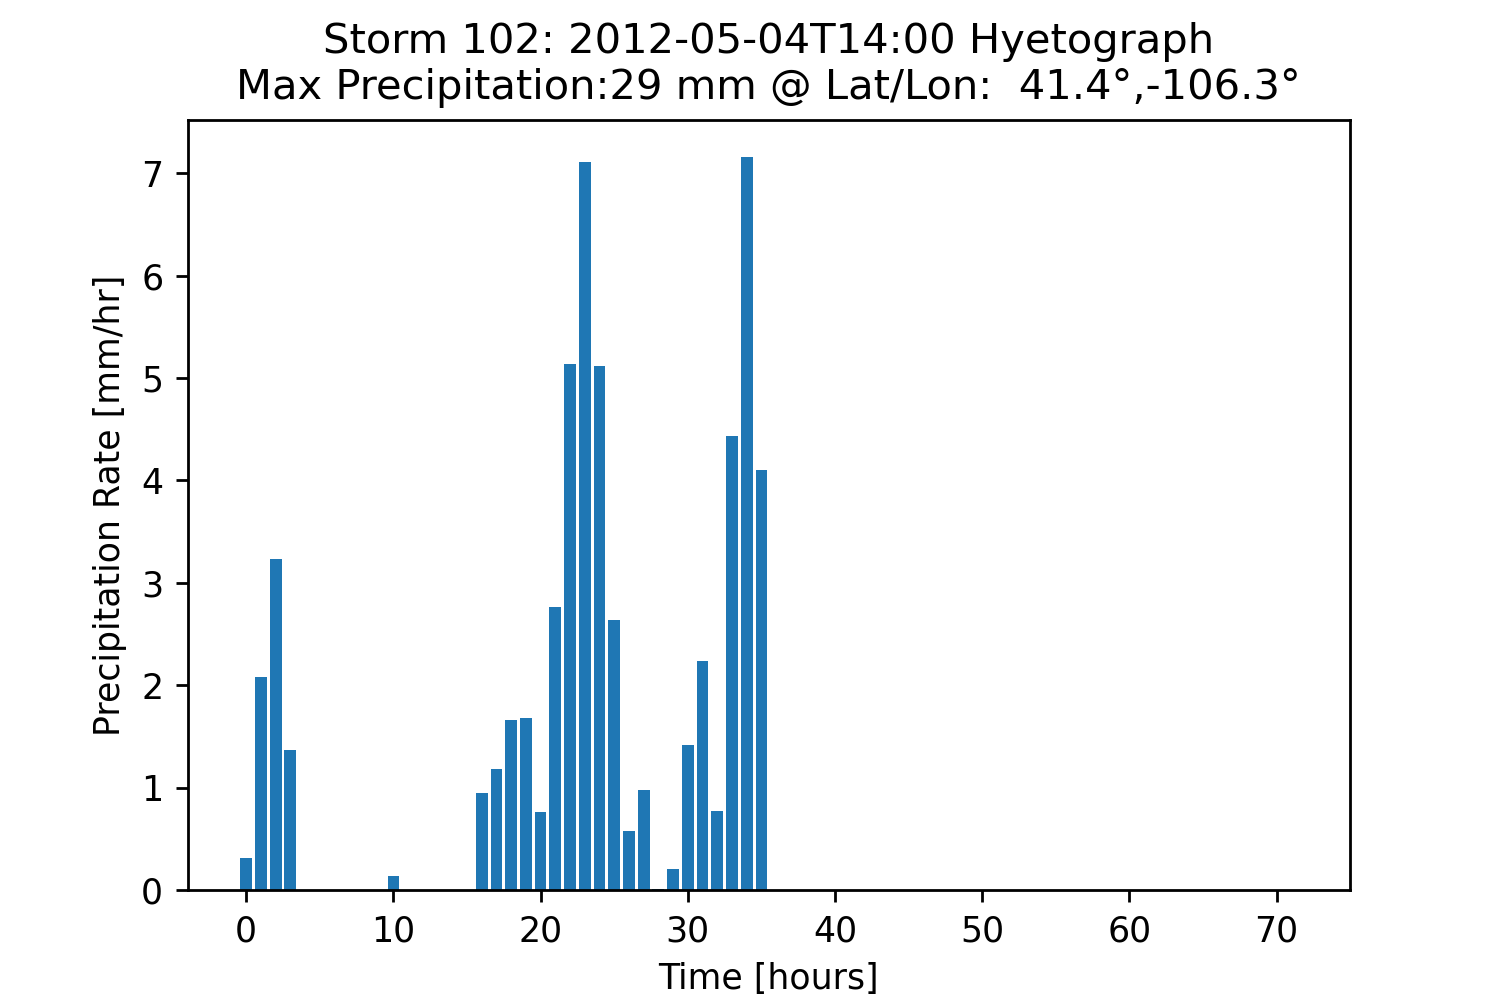 Storm 102: 2012-05-04T14:00 Hyetograph
Max Precipitation:29 mm @ Lat/Lon:  41.4°,-106.3°
7
6
5
4
3
2
1
0
Precipitation Rate [mm/hr]
0 10 20 30 40 50 60 70
Time [hours]